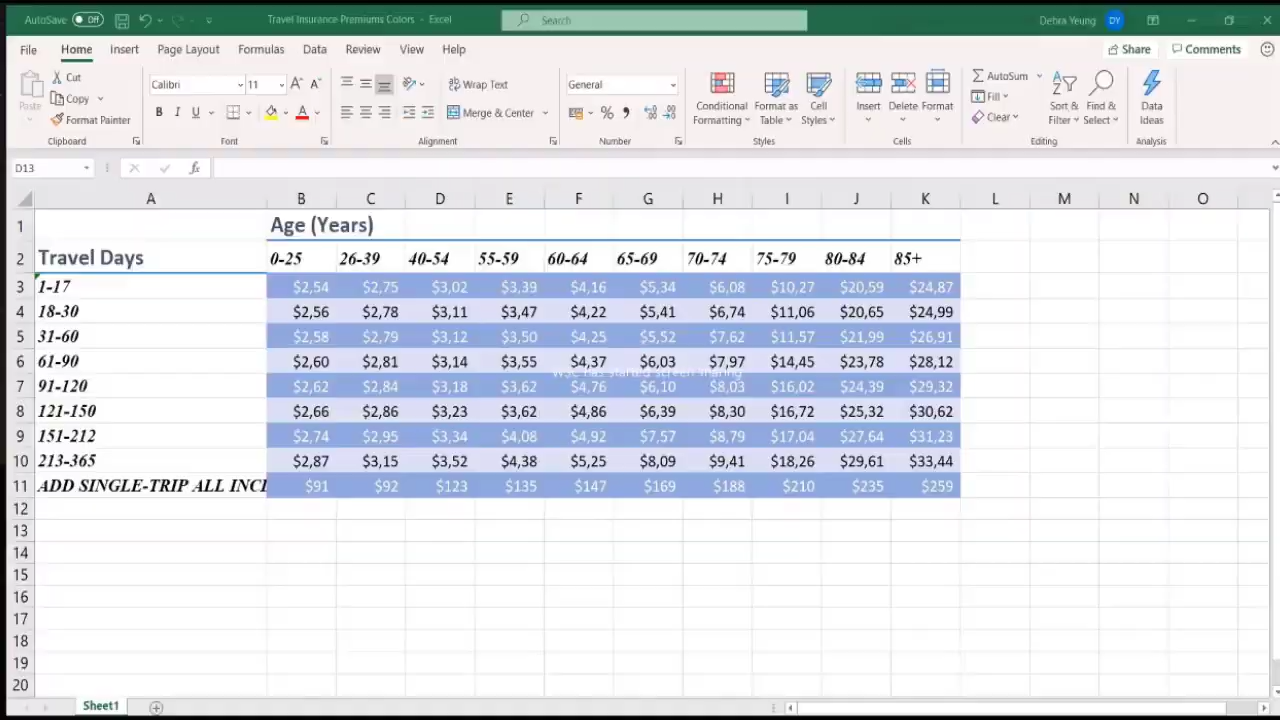 AutoSave Off Travel Insurance Premiums Colors - Excel Search Debra Yeung DY
File Home Insert Page Layout Formulas Data Review View Help Share Comments
Paste Cut Copy Format Painter Clipboard
Calibri 11 B I U Font
Wrap Text Merge & Center Alignment
General Number
Conditional Formatting Format as Table Cell Styles Styles
Insert Delete Format Cells
AutoSum Fill Clear Sort & Filter Find & Select Editing
Data Ideas Analysis
D13 fx
A B C D E F G H I J K L M N O
1 Age (Years)
2 Travel Days 0-25 26-39 40-54 55-59 60-64 65-69 70-74 75-79 80-84 85+
3 1-17 $2,54 $2,75 $3,02 $3,39 $4,16 $5,34 $6,08 $10,27 $20,59 $24,87
4 18-30 $2,56 $2,78 $3,11 $3,47 $4,22 $5,41 $6,74 $11,06 $20,65 $24,99
5 31-60 $2,58 $2,79 $3,12 $3,50 $4,25 $5,52 $7,62 $11,57 $21,99 $26,91
6 61-90 $2,60 $2,81 $3,14 $3,55 $4,37 $6,03 $7,97 $14,45 $23,78 $28,12
WSC has started screen sharing
7 91-120 $2,62 $2,84 $3,18 $3,62 $4,76 $6,10 $8,03 $16,02 $24,39 $29,32
8 121-150 $2,66 $2,86 $3,23 $3,62 $4,86 $6,39 $8,30 $16,72 $25,32 $30,62
9 151-212 $2,74 $2,95 $3,34 $4,08 $4,92 $7,57 $8,79 $17,04 $27,64 $31,23
10 213-365 $2,87 $3,15 $3,52 $4,38 $5,25 $8,09 $9,41 $18,26 $29,61 $33,44
11 ADD SINGLE-TRIP ALL INCL $91 $92 $123 $135 $147 $169 $188 $210 $235 $259
12
13
14
15
16
17
18
19
20
Sheet1